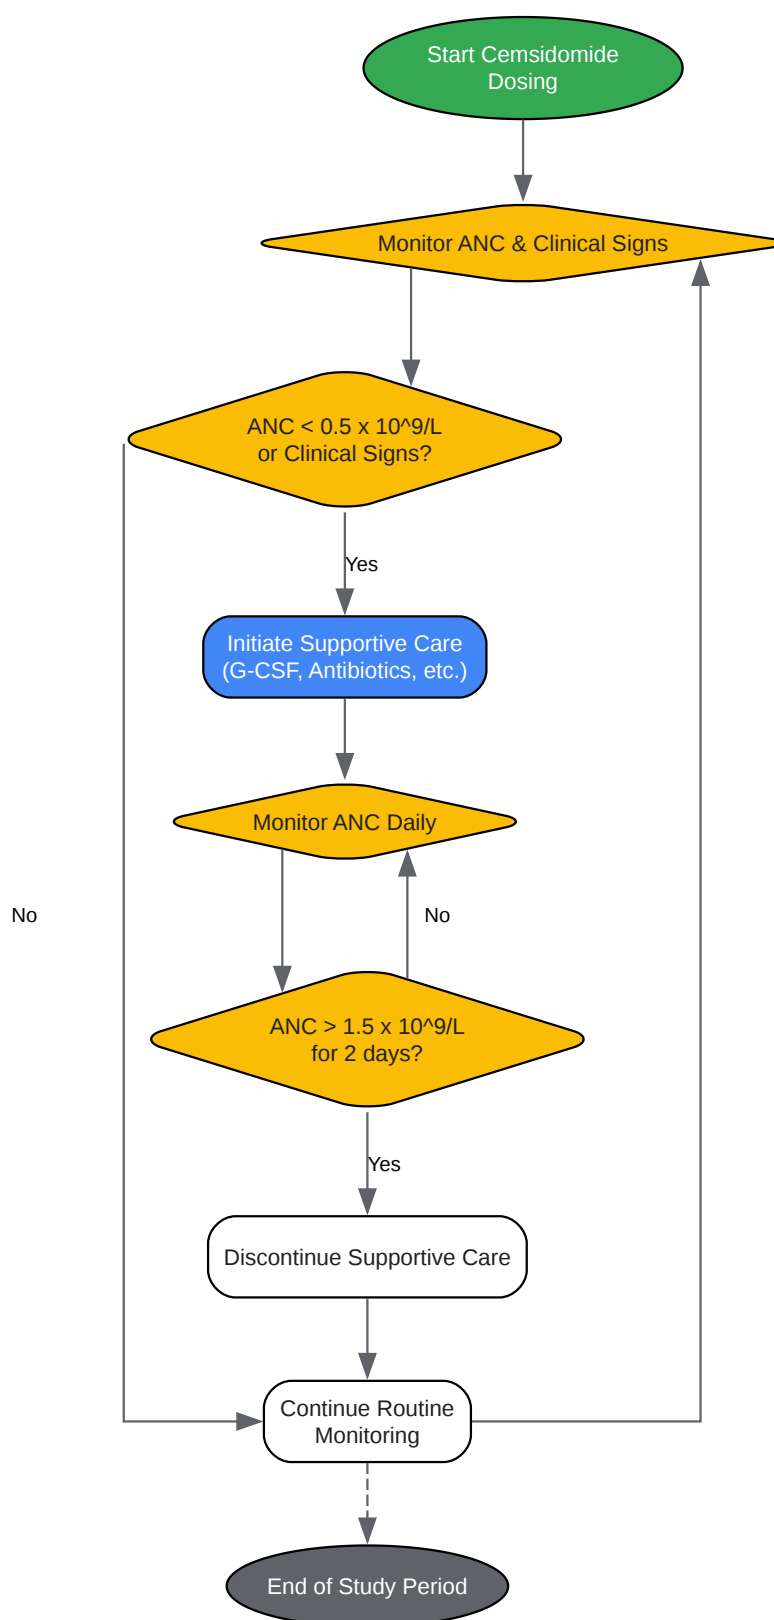 Start Cemsidomide
Dosing
Monitor ANC & Clinical Signs
ANC < 0.5 x 10^9/L
or Clinical Signs?
Yes
Initiate Supportive Care
(G-CSF, Antibiotics, etc.)
Monitor ANC Daily
No
No
ANC > 1.5 x 10^9/L
for 2 days?
Yes
Discontinue Supportive Care
Continue Routine
Monitoring
End of Study Period